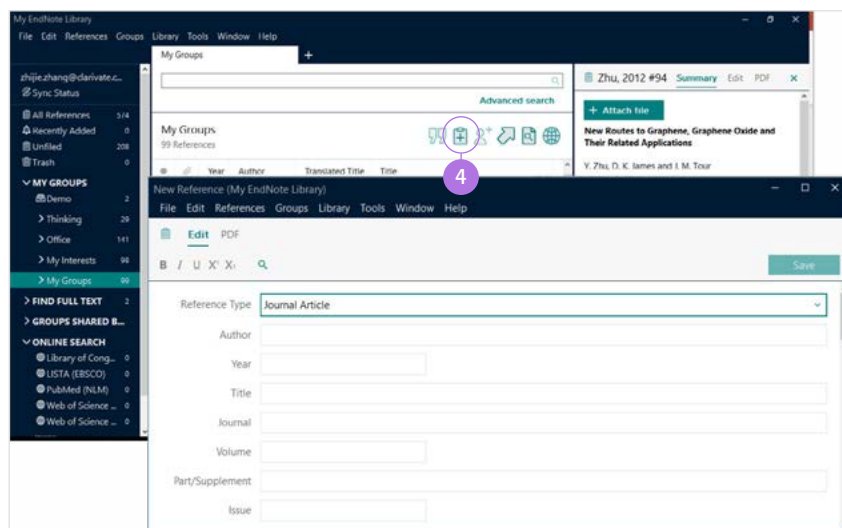 My EndNote Library
File Edit References Groups Library Tools Window Help
My Groups
+
zhijie.zhang@clarivate.c...
Sync Status
All References 574
Recently Added 0
Unfiled 208
Trash 0
MY GROUPS
Demo 2
Thinking 29
Office 141
My Interests 98
My Groups 99
FIND FULL TEXT 2
GROUPS SHARED B...
ONLINE SEARCH
Library of Cong... 0
LISTA (EBSCO) 0
PubMed (NLM) 0
Web of Science ... 0
Web of Science ... 0
Advanced search
My Groups
99 References
Year Author Translated Title Title
4
Zhu, 2012 #94 Summary Edit PDF
+ Attach file
New Routes to Graphene, Graphene Oxide and
Their Related Applications
Y. Zhu, D. K. James and J. M. Tour
New Reference (My EndNote Library)
File Edit References Groups Library Tools Window Help
Edit PDF
B I U X¹ X₁
Save
Reference Type Journal Article
Author
Year
Title
Journal
Volume
Part/Supplement
Issue